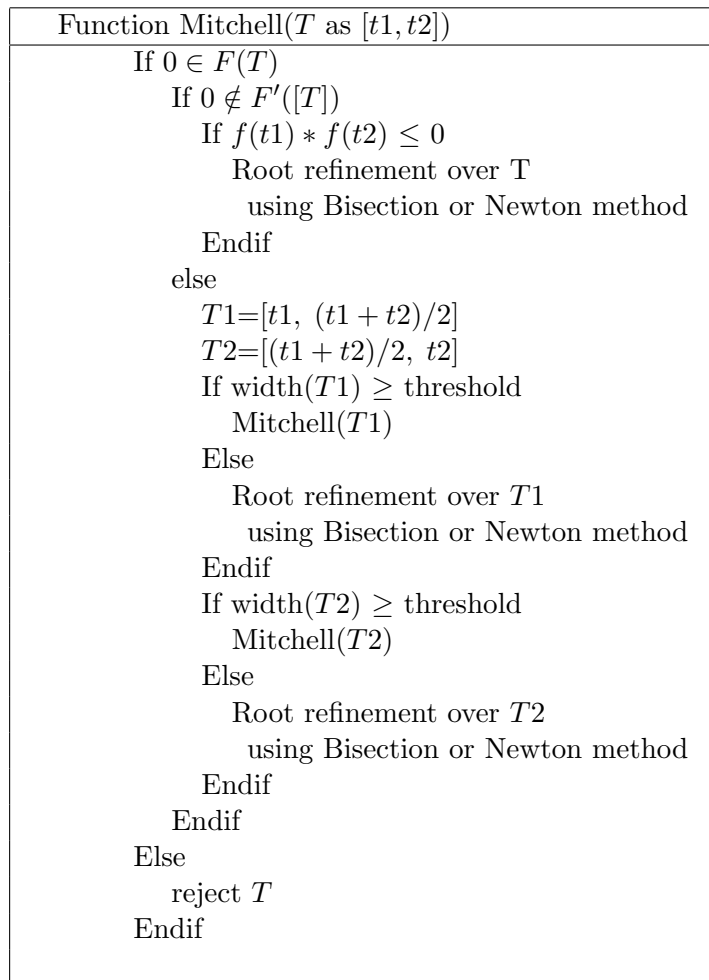 Function Mitchell(T as [t1, t2])
If 0 ∈ F(T)
If 0 ∉ F′([T])
If f(t1) ∗ f(t2) ≤ 0
Root refinement over T
using Bisection or Newton method
Endif
else
T1=[t1, (t1 + t2)/2]
T2=[(t1 + t2)/2, t2]
If width(T1) ≥ threshold
Mitchell(T1)
Else
Root refinement over T1
using Bisection or Newton method
Endif
If width(T2) ≥ threshold
Mitchell(T2)
Else
Root refinement over T2
using Bisection or Newton method
Endif
Endif
Else
reject T
Endif